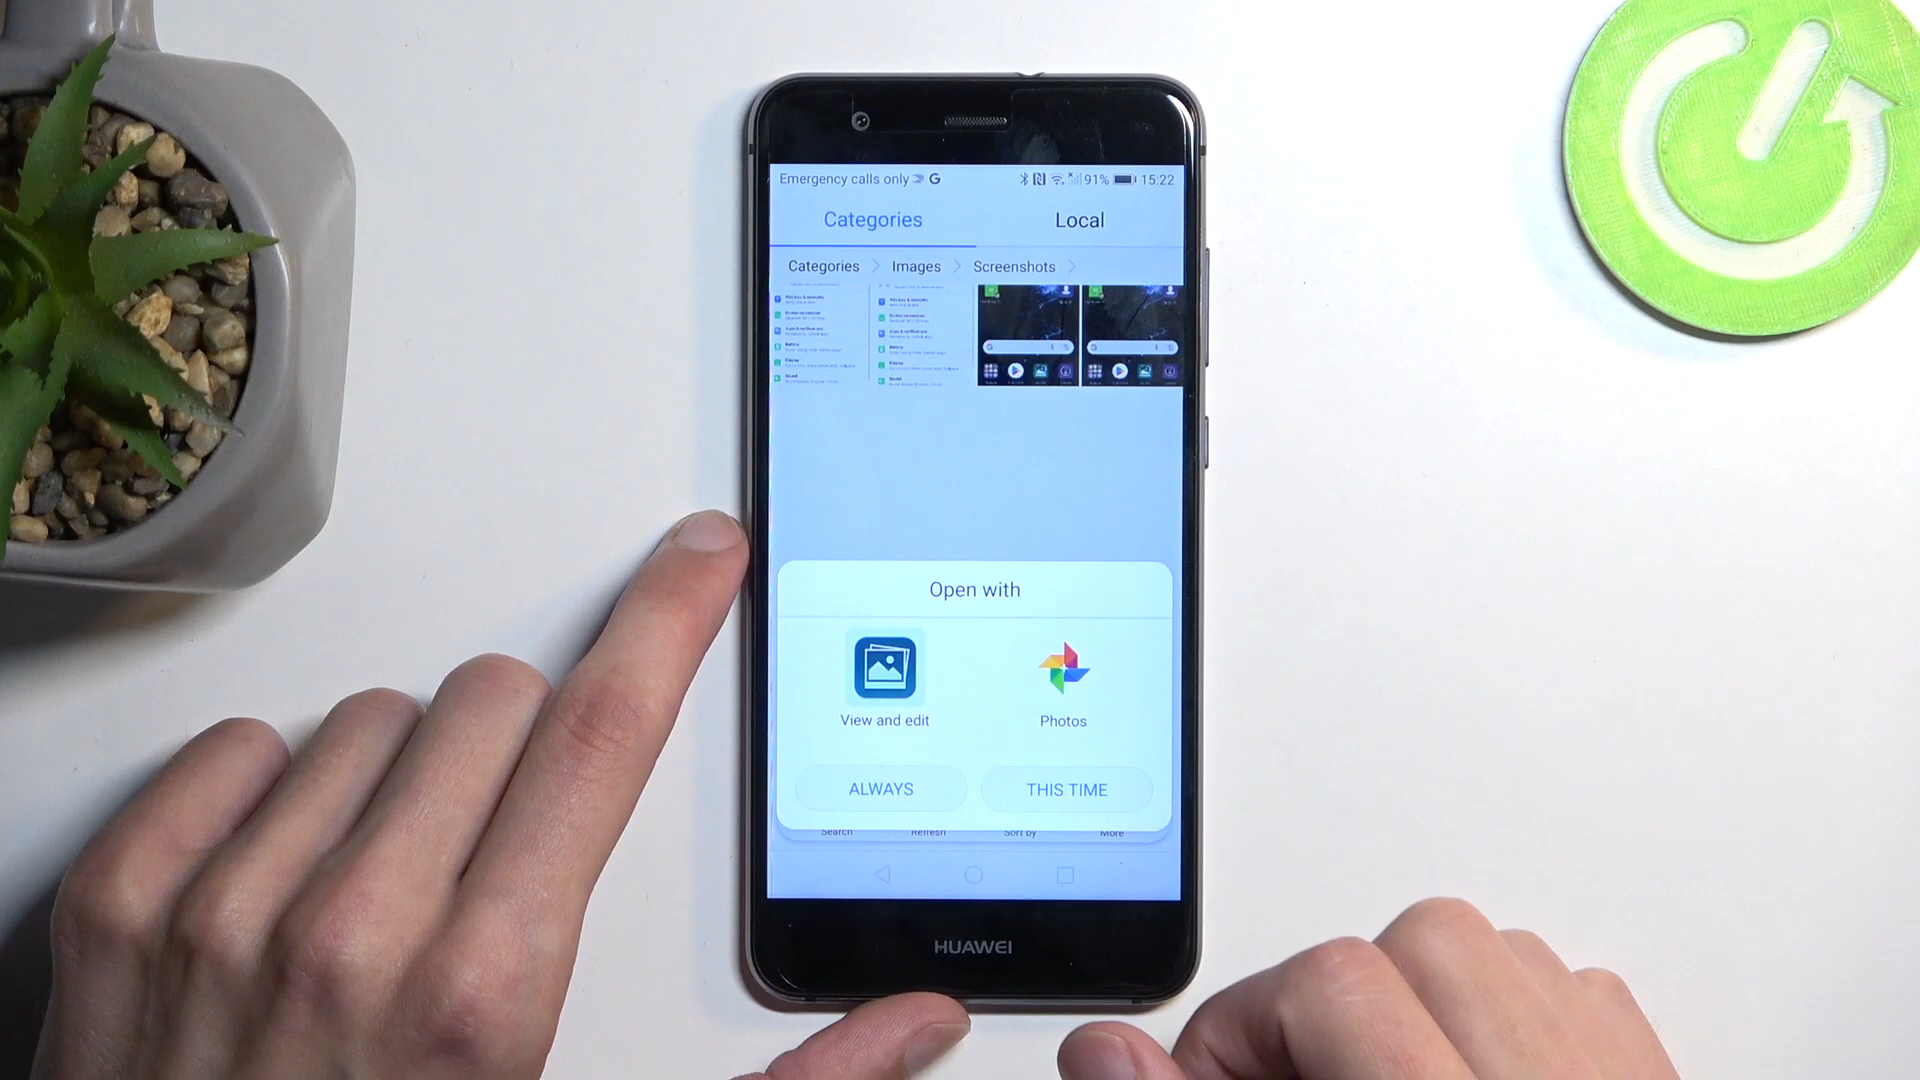 Emergency calls only G 91% 15:22
Categories Local
Categories Images Screenshots
Open with
View and edit Photos
ALWAYS THIS TIME
Search Refresh Sort by More
HUAWEI